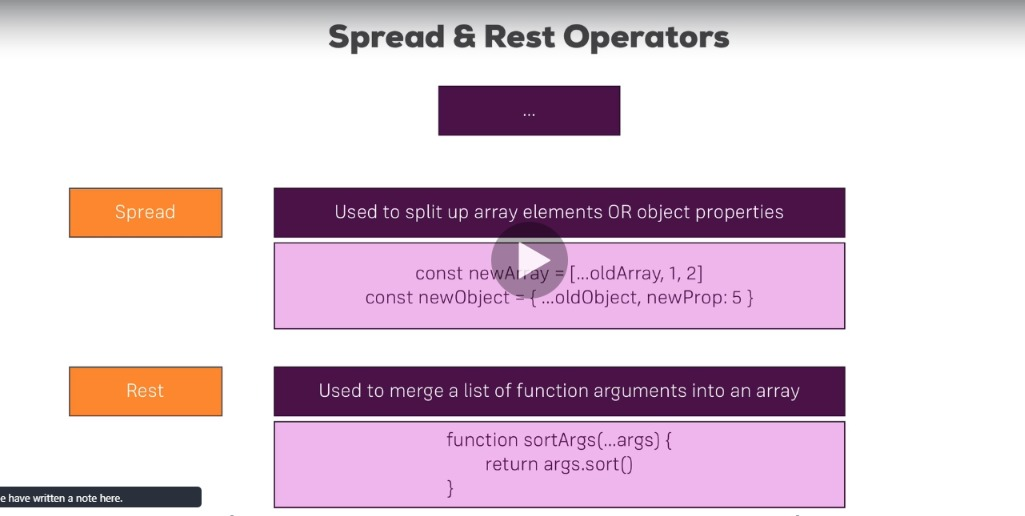 Spread & Rest Operators
...
Spread
Used to split up array elements OR object properties
const newArray = [...oldArray, 1, 2]
const newObject = { ...oldObject, newProp: 5 }
Rest
Used to merge a list of function arguments into an array
function sortArgs(...args) {
return args.sort()
}
e have written a note here.